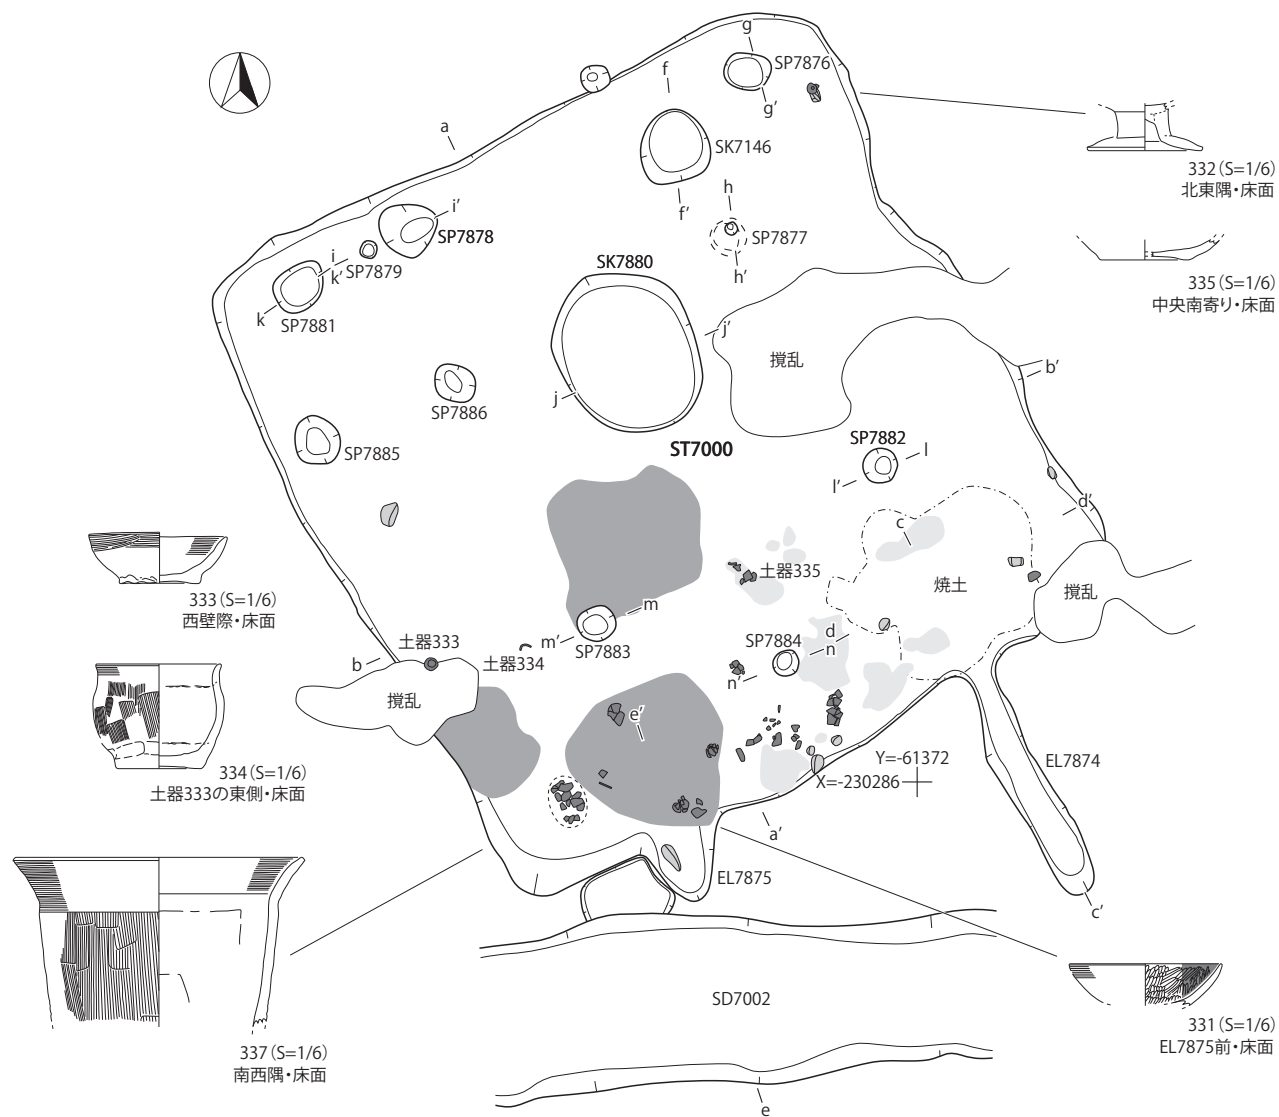 g
SP7876
f
g'
a
SK7146
332(S=1/6)
北東隅・床面
h
f'
i'
SP7878
SP7877
i
SP7879
k'
h'
SK7880
335(S=1/6)
中央南寄り・床面
k
SP7881
j'
撹乱
b'
j
SP7886
SP7885
ST7000
SP7882
l
l'
d'
c
土器335
焼土
撹乱
333(S=1/6)
西壁際・床面
m
d
n
SP7884
m'
SP7883
土器333
b
土器334
n'
撹乱
e'
Y=-61372
X=-230286
EL7874
334(S=1/6)
土器333の東側・床面
a'
EL7875
c'
SD7002
331(S=1/6)
EL7875前・床面
337(S=1/6)
南西隅・床面
e